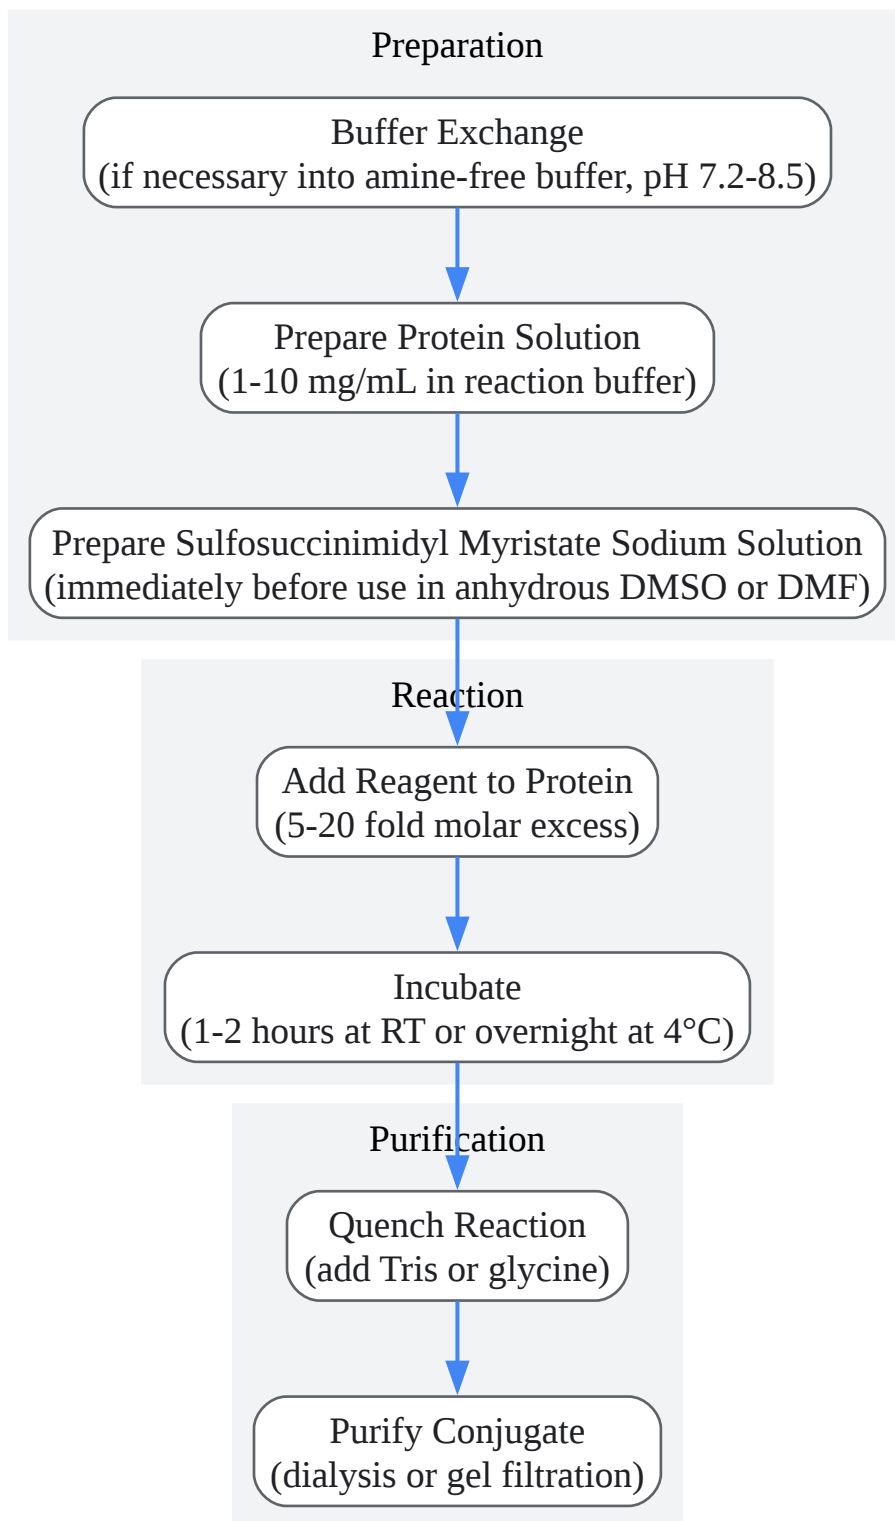 Preparation
Buffer Exchange
(if necessary into amine-free buffer, pH 7.2-8.5)
Prepare Protein Solution
(1-10 mg/mL in reaction buffer)
Prepare Sulfosuccinimidyl Myristate Sodium Solution
(immediately before use in anhydrous DMSO or DMF)
Reaction
Add Reagent to Protein
(5-20 fold molar excess)
Incubate
(1-2 hours at RT or overnight at 4°C)
Purification
Quench Reaction
(add Tris or glycine)
Purify Conjugate
(dialysis or gel filtration)